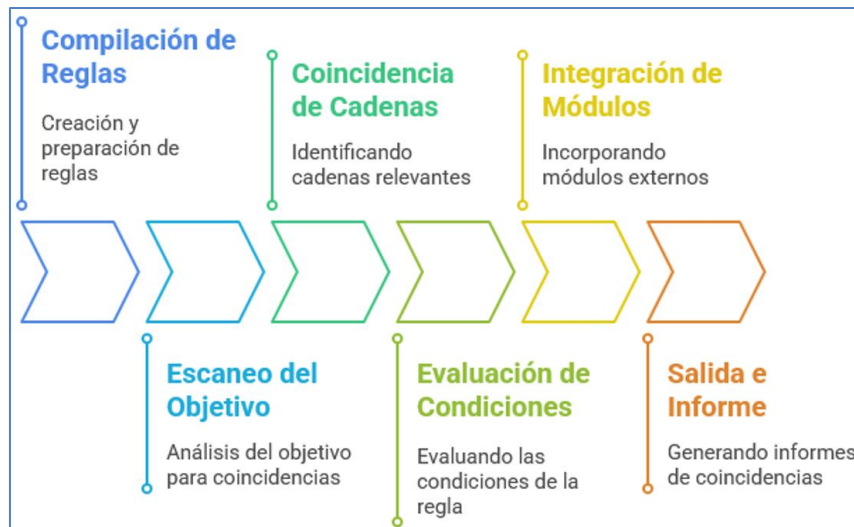 Compilación de
Reglas
Creación y
preparación de
reglas
Coincidencia
de Cadenas
Identificando
cadenas relevantes
Integración de
Módulos
Incorporando
módulos externos
Escaneo del
Objetivo
Análisis del objetivo
para coincidencias
Evaluación de
Condiciones
Evaluando las
condiciones de la
regla
Salida e
Informe
Generando informes
de coincidencias